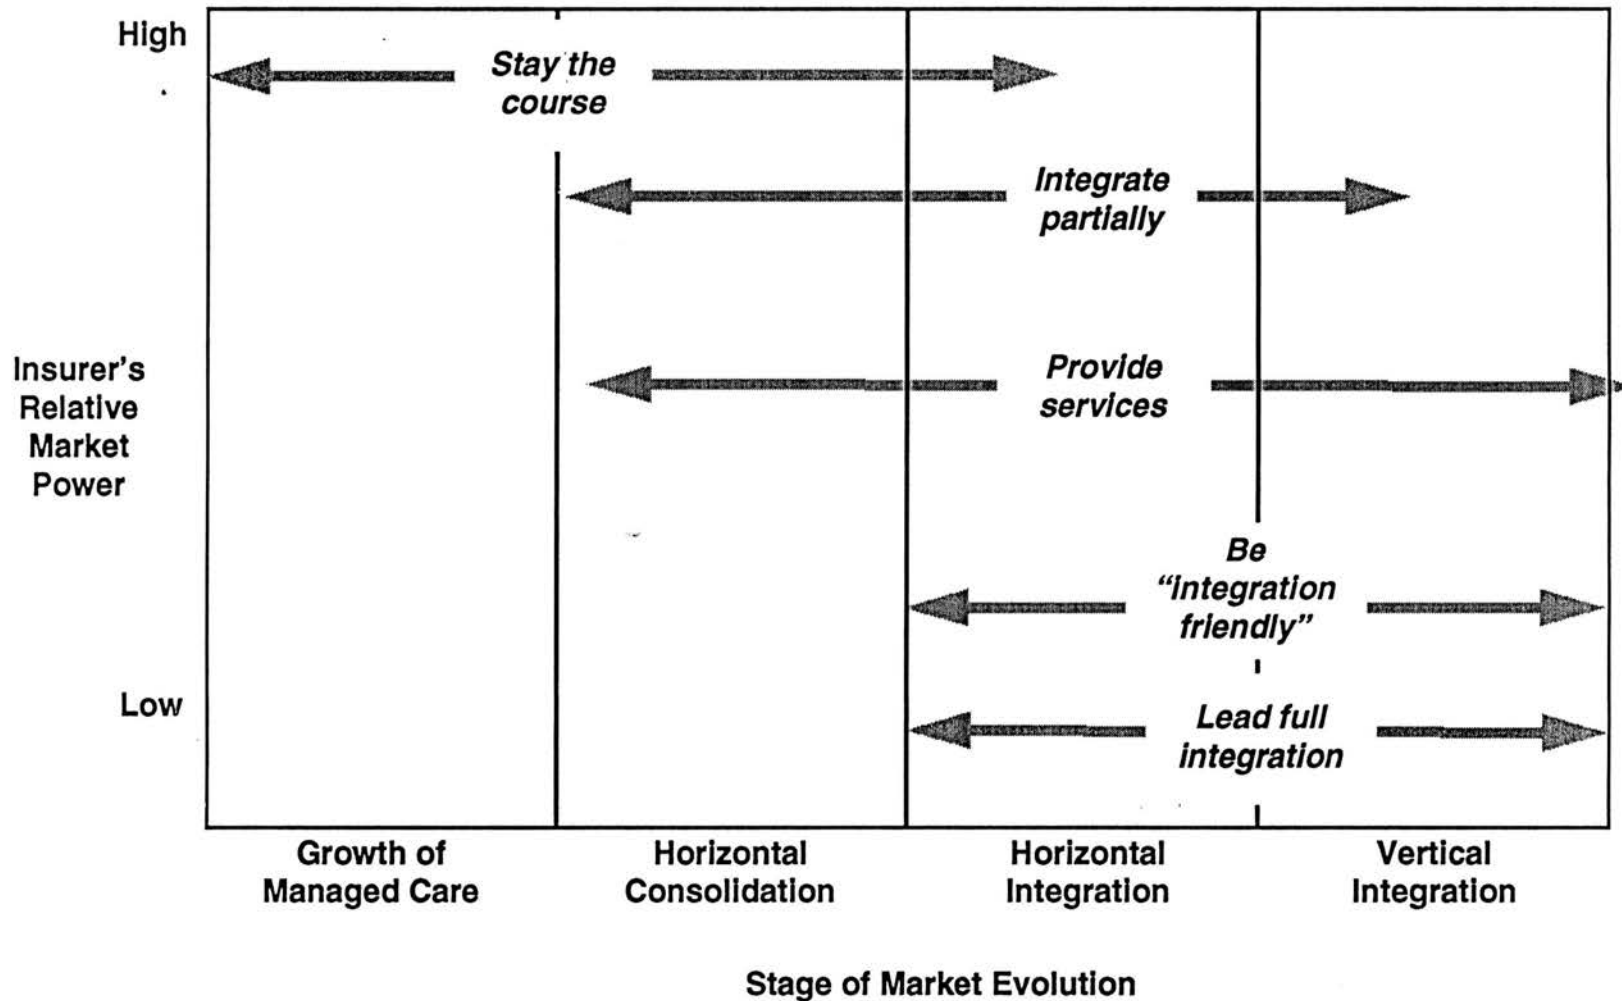 High
Stay the
course
Integrate
partially
Insurer's
Relative
Market
Power
Provide
services
Be
“integration
friendly”
Low
Lead full
integration
Growth of
Managed Care
Horizontal
Consolidation
Horizontal
Integration
Vertical
Integration
Stage of Market Evolution